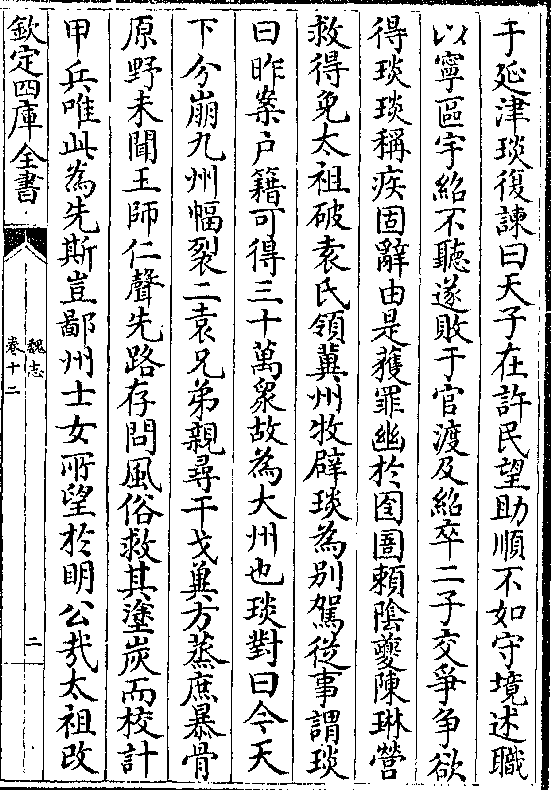 于延津琰復諫曰天子在許民望助順不如守境述職
以寧區宇紹不聽遂敗于官渡及紹卒二子交爭争欲
得琰琰稱疾固辭由是獲罪幽於囹圄賴陰夔陳琳營
救得免太祖破袁氏領冀州牧辟琰為别駕從事謂琰
曰昨案户籍可得三十萬衆故為大州也琰對曰今天
下分崩九州幅裂二袁兄弟親尋干戈兾方蒸庶暴骨
原野未聞王師仁聲先路存問風俗救其塗炭而校計
甲兵唯此為先斯豈鄙州士女所望於明公哉太祖改
欽定四庫全書
魏志
卷十二
二